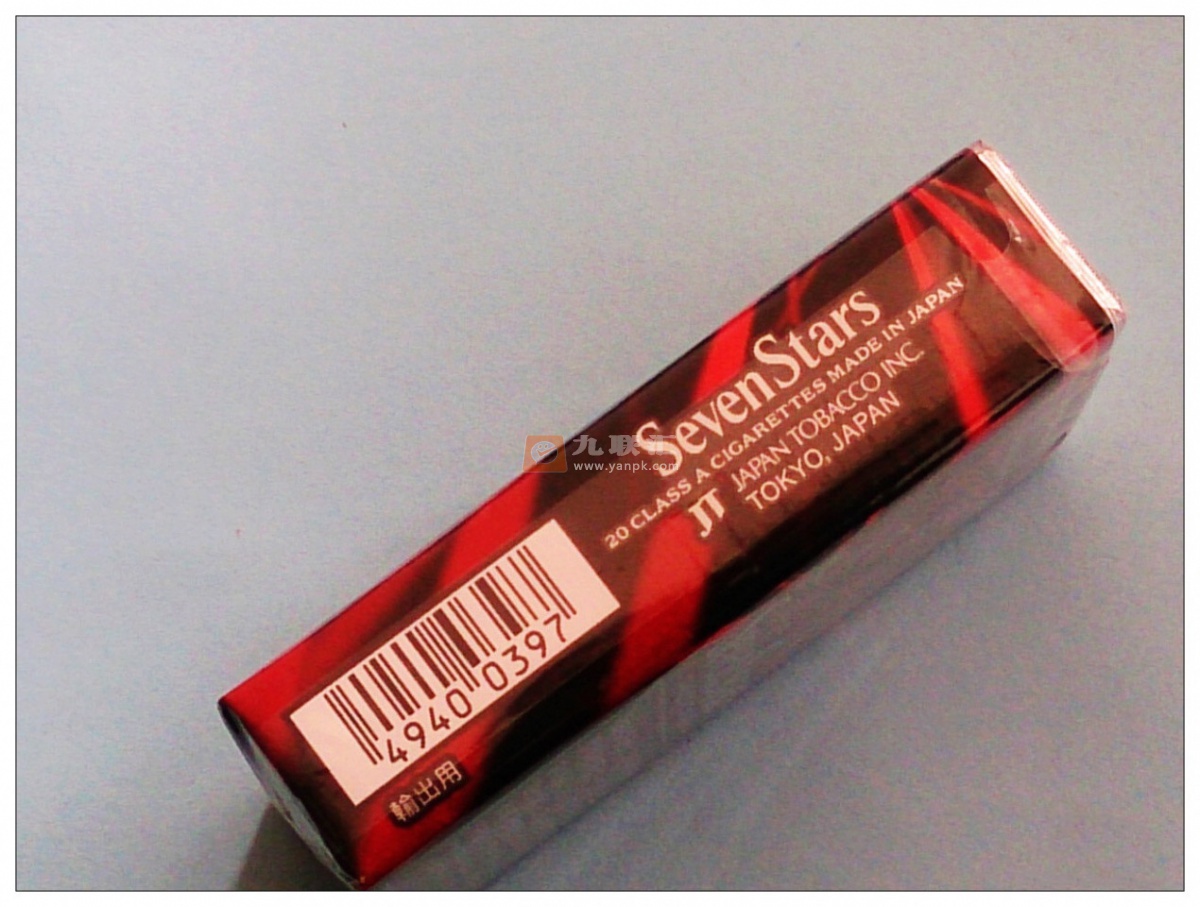 SevenStars
20 CLASS A CIGARETTES MADE IN JAPAN
JT JAPAN TOBACCO INC.
TOKYO, JAPAN
4940 0397
輸出用
九联
www.yanpk.com